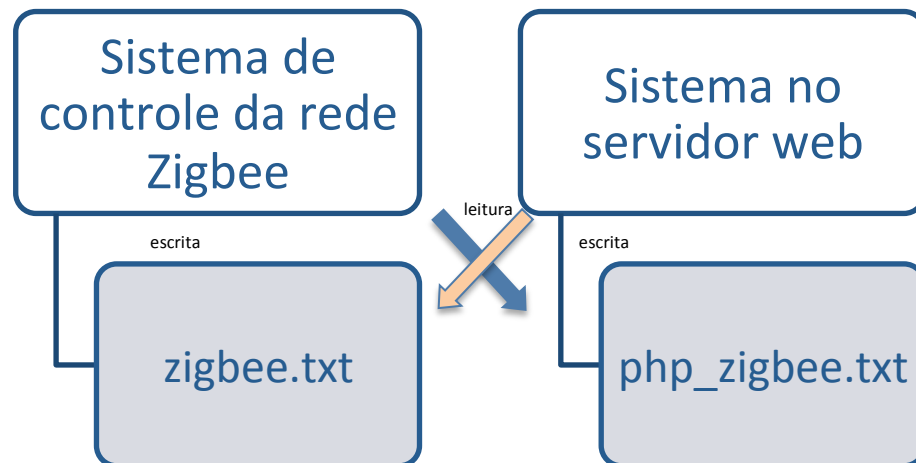 Sistema de
controle da rede
Zigbee
Sistema no
servidor web
leitura
escrita
escrita
zigbee.txt
php_zigbee.txt